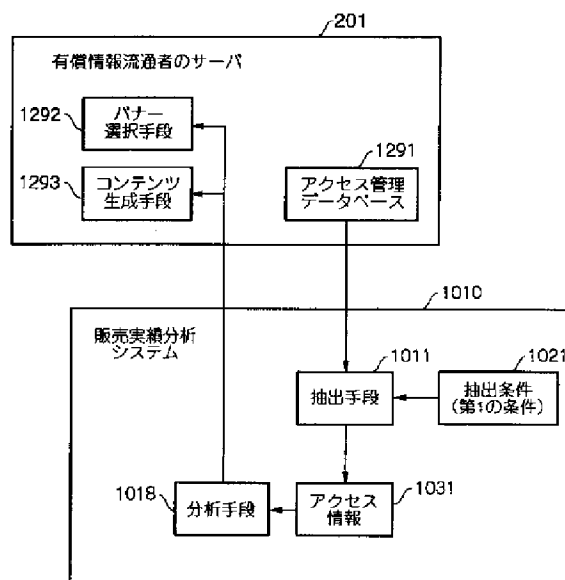 201
有償情報流通者のサーバ
1292
バナー
選択手段
1293
コンテンツ
生成手段
1291
アクセス管理
データベース
1010
販売実績分析
システム
1011
抽出手段
1021
抽出条件
(第1の条件)
1018
分析手段
アクセス
情報
1031